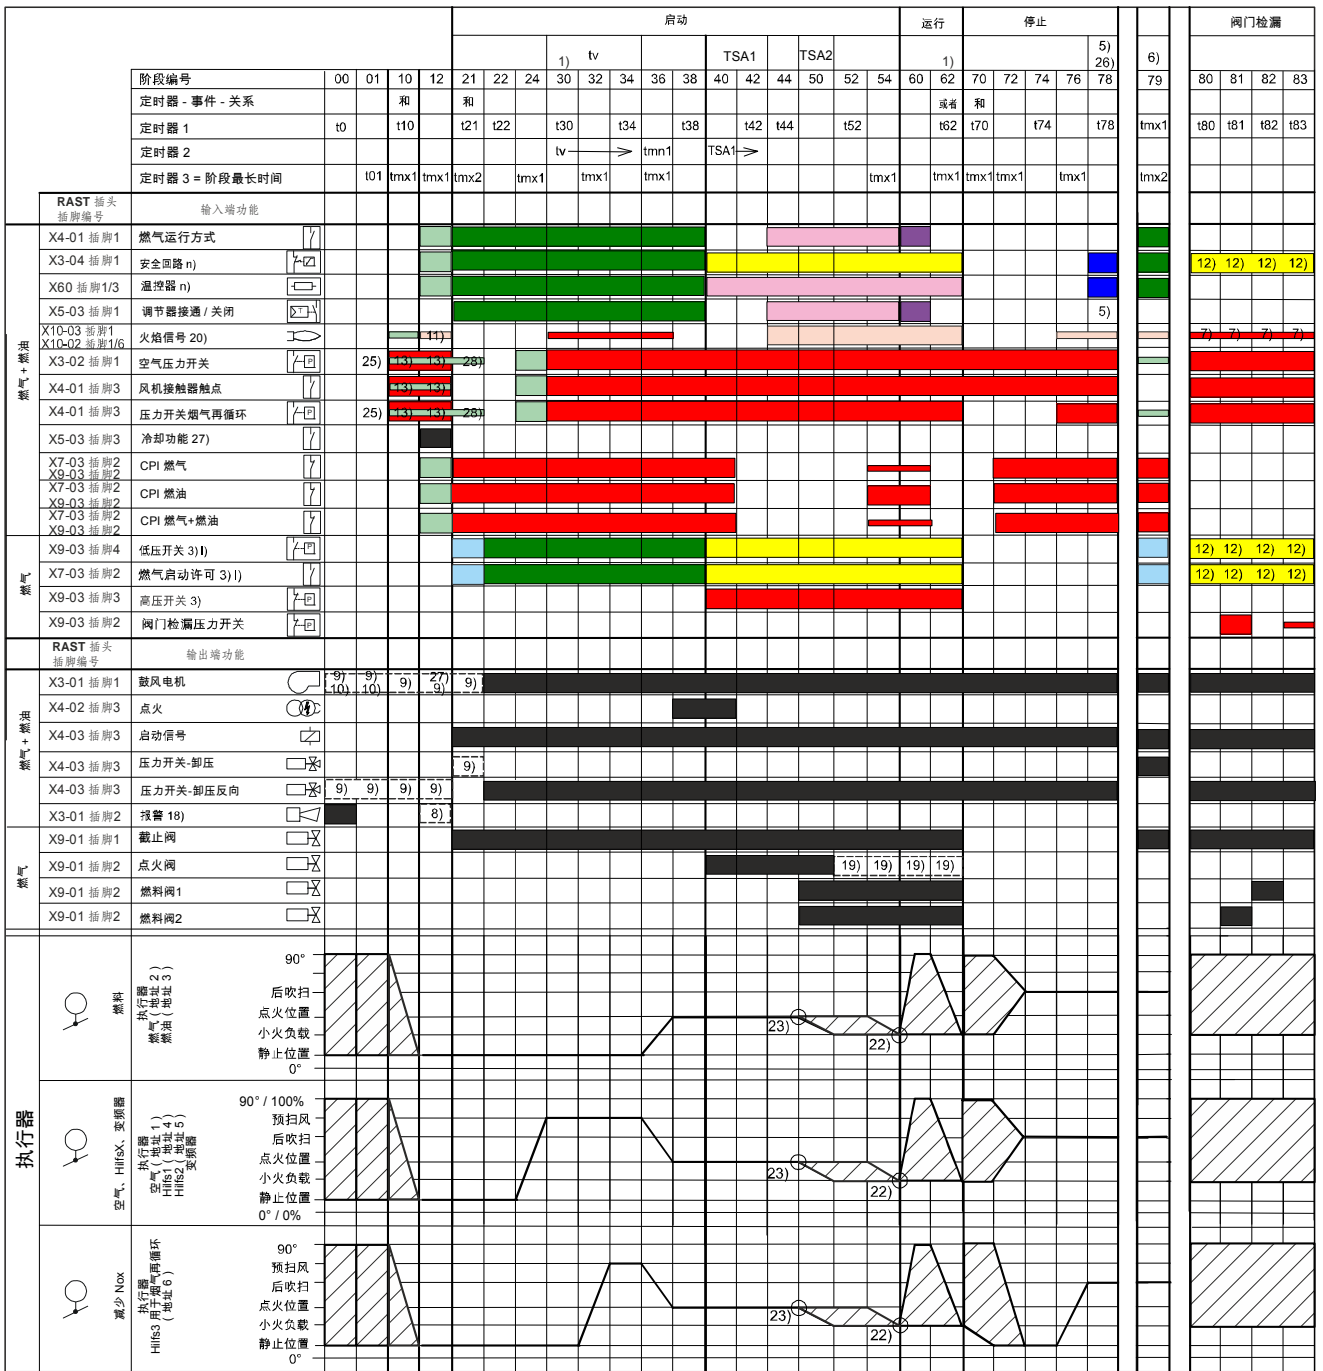 启动 运行 停止 阀门检漏
1) tv TSA1 TSA2 1) 5) 26) 6)
阶段编号 00 01 10 12 21 22 24 30 32 34 36 38 40 42 44 50 52 54 60 62 70 72 74 76 78 79 80 81 82 83
定时器 - 事件 - 关系 和 和 或者 和
定时器 1 t0 t10 t21 t22 t30 t34 t38 t42 t44 t52 t62 t70 t74 t78 tmx1 t80 t81 t82 t83
定时器 2 tv tmn1 TSA1
定时器 3 = 阶段最长时间 t01 tmx1 tmx1 tmx2 tmx1 tmx1 tmx1 tmx1 tmx1 tmx1 tmx1 tmx1 tmx2
RAST 插头
插脚编号 输入端功能
燃气 + 燃油
X4-01 插脚1 燃气运行方式
X3-04 插脚1 安全回路 n) 12) 12) 12) 12)
X60 插脚1/3 温控器 n)
X5-03 插脚1 调节器接通 / 关闭 5)
X10-03 插脚1
X10-02 插脚1/6 火焰信号 20) 11) 7) 7) 7) 7)
X3-02 插脚1 空气压力开关 25) 13) 13) 28)
X4-01 插脚3 风机接触器触点 13) 13)
X4-01 插脚3 压力开关烟气再循环 25) 13) 13) 28)
X5-03 插脚3 冷却功能 27)
X7-03 插脚2
X9-03 插脚2 CPI 燃气
X7-03 插脚2
X9-03 插脚2 CPI 燃油
X7-03 插脚2
X9-03 插脚2 CPI 燃气+燃油
燃气
X9-03 插脚4 低压开关 3)l) 12) 12) 12) 12)
X7-03 插脚2 燃气启动许可 3)l) 12) 12) 12) 12)
X9-03 插脚3 高压开关 3)
X9-03 插脚2 阀门检漏压力开关
RAST 插头
插脚编号 输出端功能
燃气 + 燃油
X3-01 插脚1 鼓风电机 9) 10) 9) 10) 9) 27) 9) 9)
X4-02 插脚3 点火
X4-03 插脚3 启动信号
X4-03 插脚3 压力开关-卸压 9)
X4-03 插脚3 压力开关-卸压反向 9) 9) 9) 9)
X3-01 插脚2 报警 18) 8)
燃气
X9-01 插脚1 截止阀
X9-01 插脚2 点火阀 19) 19) 19) 19)
X9-01 插脚2 燃料阀1
X9-01 插脚2 燃料阀2
执行器
燃料
执行器
燃气 ( 地址 2 )
燃油 ( 地址 3 )
90°
后吹扫
点火位置
小火负载
静止位置
0°
23)
22)
空气、HilfsX、变频器
执行器
空气 ( 地址 1 )
Hilfs1 ( 地址 4 )
Hilfs2 ( 地址 5 )
变频器
90° / 100%
预扫风
后吹扫
点火位置
小火负载
静止位置
0° / 0%
23)
22)
减少 Nox
执行器
Hilfs3 用于烟气再循环
( 地址 6 )
90°
预扫风
后吹扫
点火位置
小火负载
静止位置
0°
23)
22)